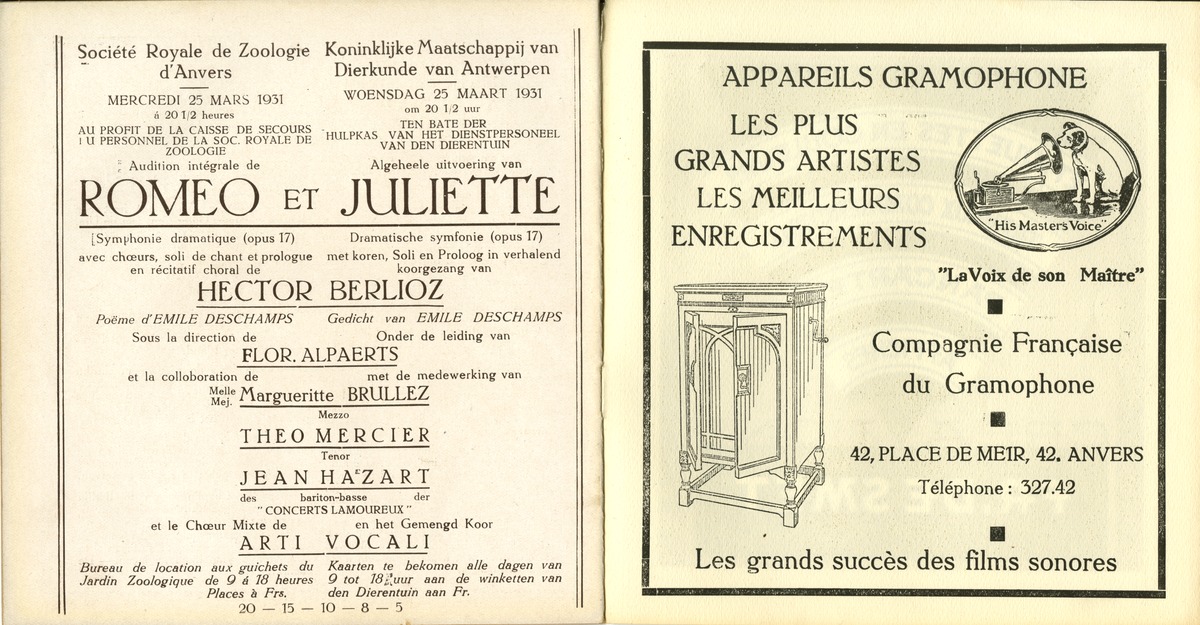 Société Royale de Zoologie
d'Anvers
MERCREDI 25 MARS 1931
á 20 1/2 heures
AU PROFIT DE LA CAISSE DE SECOURS
U PERSONNEL DE LA SOC. ROYALE DE
ZOOLOGIE
Audition intégrale de
Koninklijke Maatschappij van
Dierkunde van Antwerpen
WOENSDAG 25 MAART 1931
om 20 1/2 uur
TEN BATE DER
HULPKAS VAN HET DIENSTPERSONEEL
VAN DEN DIERENTUIN
Algeheele uitvoering van
ROMEO ET JULIETTE
[Symphonie dramatique (opus 17) Dramatische symfonie (opus 17)
avec chœurs, soli de chant et prologue met koren, Soli en Proloog in verhalend
en récitatif choral de koorgezang van
HECTOR BERLIOZ
Poëme d'EMILE DESCHAMPS Gedicht van EMILE DESCHAMPS
Sous la direction de Onder de leiding van
FLOR. ALPAERTS
et la colloboration de met de medewerking van
Melle
Mej. Margueritte BRULLEZ
Mezzo
THEO MERCIER
Tenor
JEAN HAZART
des bariton-basse der
"CONCERTS LAMOUREUX"
et le Chœur Mixte de en het Gemengd Koor
ARTI VOCALI
Bureau de location aux guichets du
Jardin Zoologique de 9 á 18 heures
Places à Frs.
Kaarten te bekomen alle dagen van
9 tot 18 uur aan de winketten van
den Dierentuin aan Fr.
20 — 15 — 10 — 8 — 5
APPAREILS GRAMOPHONE
LES PLUS
GRANDS ARTISTES
LES MEILLEURS
ENREGISTREMENTS
"His Master's Voice"
"La Voix de son Maître"
Compagnie Française
du Gramophone
42, PLACE DE MEIR, 42. ANVERS
Téléphone : 327.42
Les grands succès des films sonores